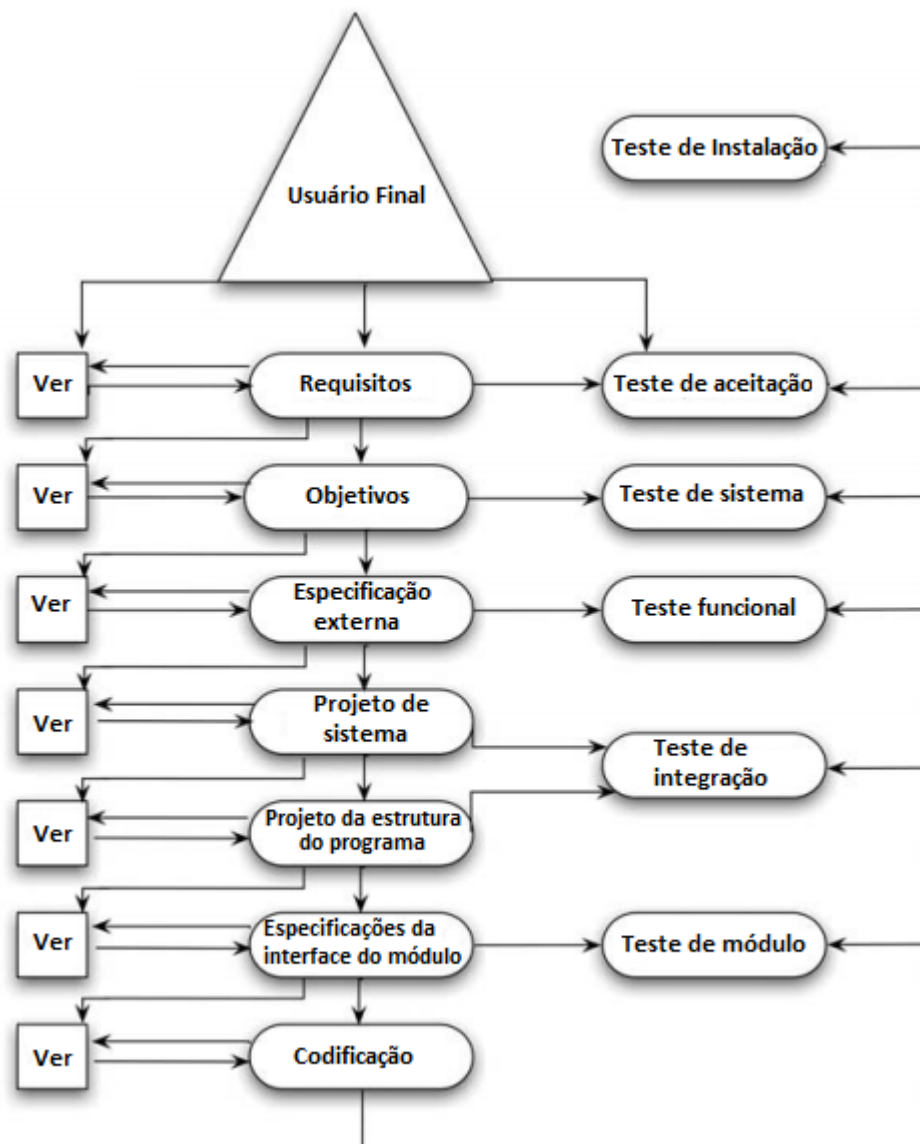 Usuário Final
Teste de Instalação
Ver
Requisitos
Teste de aceitação
Ver
Objetivos
Teste de sistema
Ver
Especificação
externa
Teste funcional
Ver
Projeto de
sistema
Teste de
integração
Ver
Projeto da estrutura
do programa
Ver
Especificações da
interface do módulo
Teste de módulo
Ver
Codificação